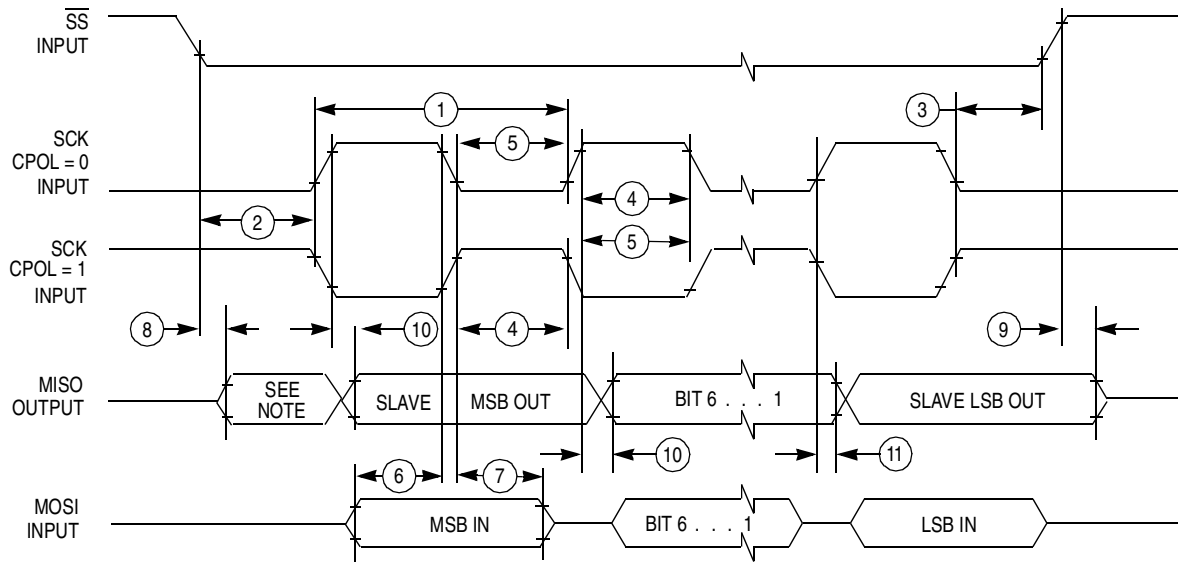 SS
INPUT
1
3
SCK
CPOL = 0
INPUT
5
4
2
SCK
CPOL = 1
INPUT
5
8
10
4
9
MISO
OUTPUT
SEE
NOTE
SLAVE
MSB OUT
BIT 6 . . . 1
SLAVE LSB OUT
10
11
6
7
MOSI
INPUT
MSB IN
BIT 6 . . . 1
LSB IN